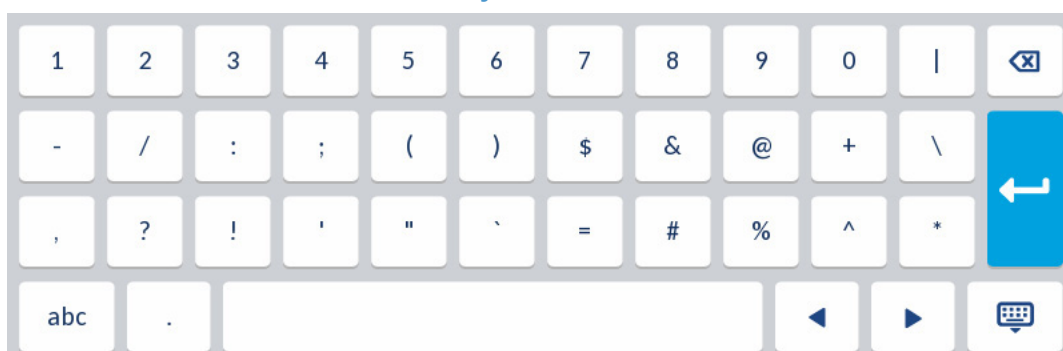 1 2 3 4 5 6 7 8 9 0 |
- / : ; ( ) $ & @ + \
, ? ! ' " ` = # % ^ *
abc .